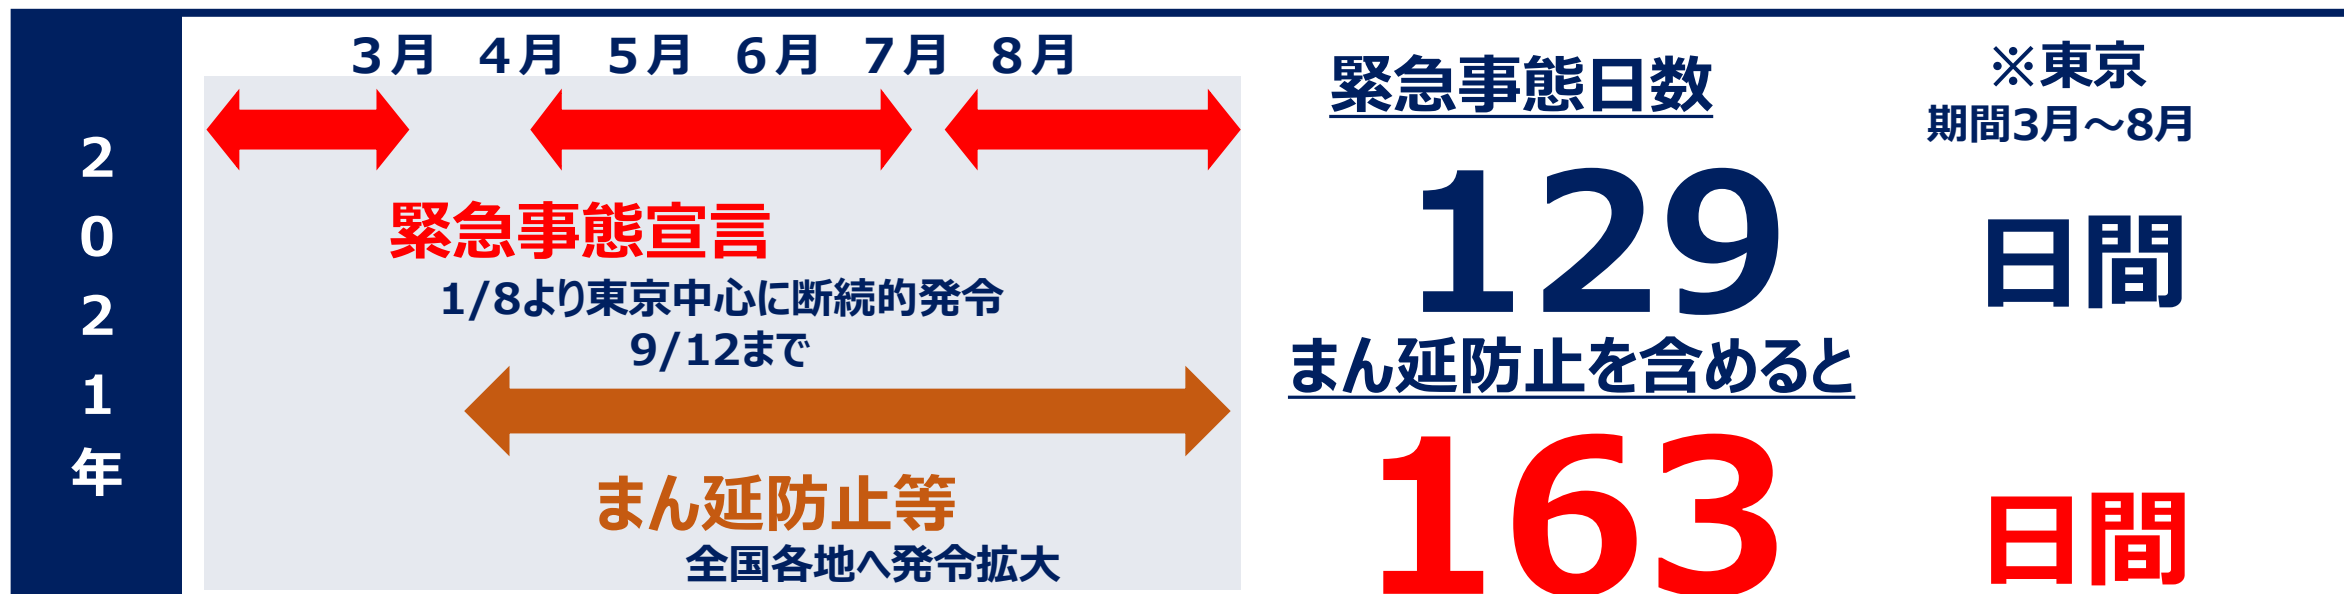 2021年
3月 4月 5月 6月 7月 8月
緊急事態宣言
1/8より東京中心に断続的発令
9/12まで
まん延防止等
全国各地へ発令拡大
緊急事態日数
※東京
期間3月～8月
129 日間
まん延防止を含めると
163 日間